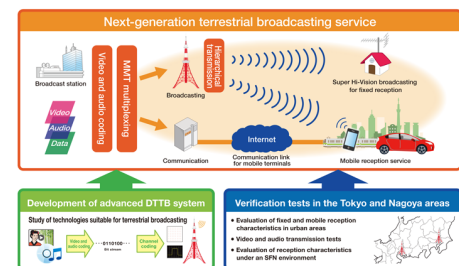 Next-generation terrestrial broadcasting service
Broadcast station
Video
Audio
Data
Video and audio coding
MMT multiplexing
Hierarchical
transmission
Broadcasting
Super Hi-Vision broadcasting
for fixed reception
Communication
Internet
Communication link
for mobile terminals
Mobile reception service
Development of advanced DTTB system
Study of technologies suitable for terrestrial broadcasting
Video and
audio coding
···0110100···
Bit stream
Channel
coding
Verification tests in the Tokyo and Nagoya areas
● Evaluation of fixed and mobile reception
characteristics in urban areas
● Video and audio transmission tests
● Evaluation of reception characteristics
under an SFN environment